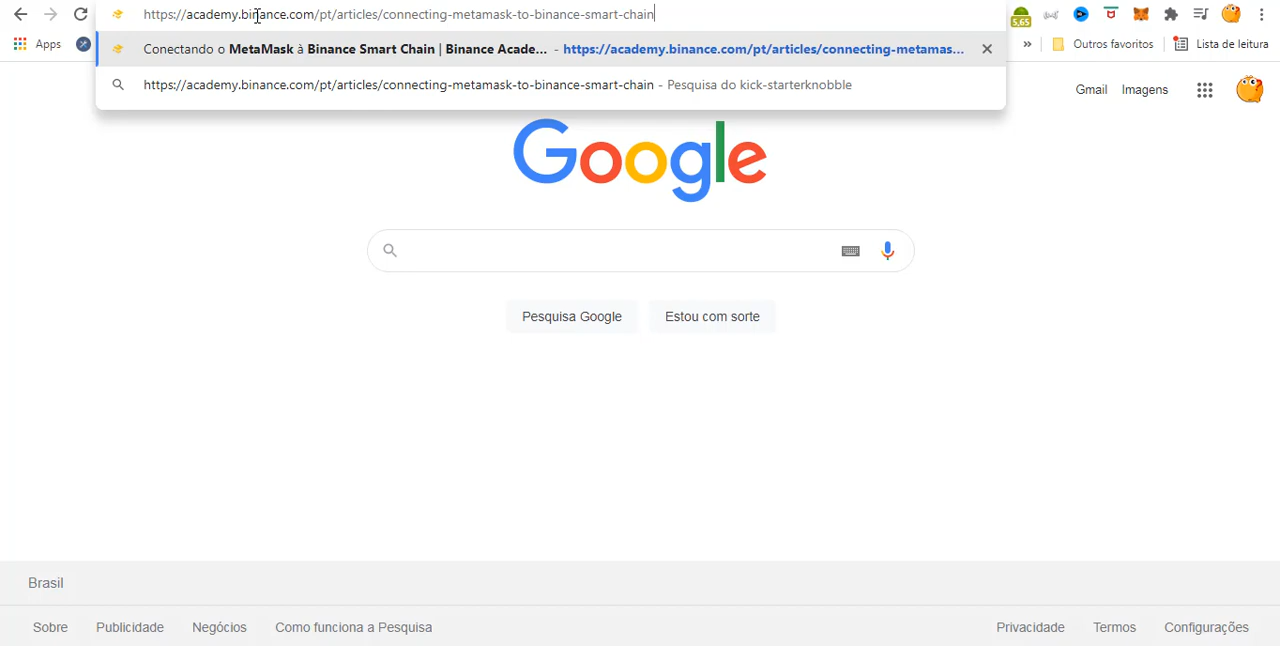 https://academy.binance.com/pt/articles/connecting-metamask-to-binance-smart-chain
Conectando o MetaMask à Binance Smart Chain | Binance Acade... - https://academy.binance.com/pt/articles/connecting-metamas...
https://academy.binance.com/pt/articles/connecting-metamask-to-binance-smart-chain - Pesquisa do kick-starterknobble
5,65
Apps
» Outros favoritos
Lista de leitura
Gmail Imagens
Google
Pesquisa Google Estou com sorte
Brasil
Sobre Publicidade Negócios Como funciona a Pesquisa Privacidade Termos Configurações